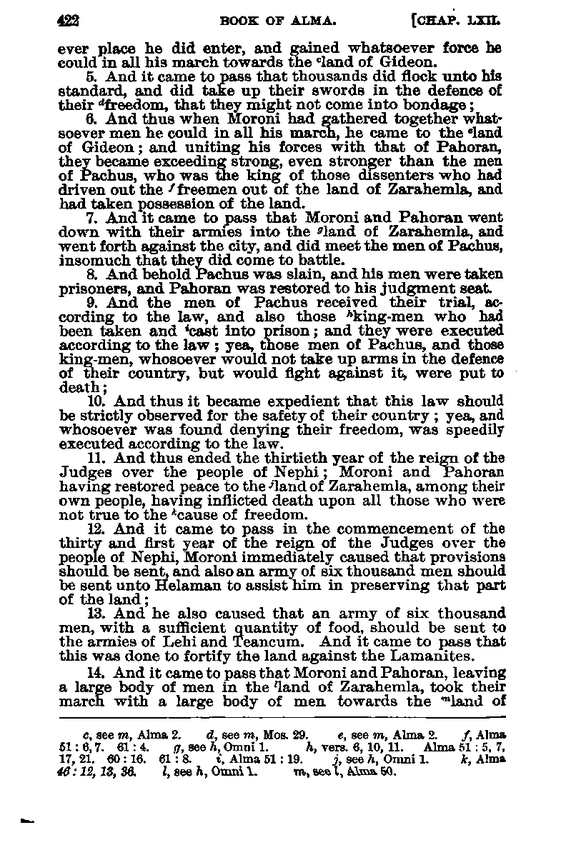 422 BOOK OF ALMA. [CHAP. LXII.
ever place he did enter, and gained whatsoever force he
could in all his march towards the ᶜland of Gideon.
5. And it came to pass that thousands did flock unto his
standard, and did take up their swords in the defence of
their ᵈfreedom, that they might not come into bondage;
6. And thus when Moroni had gathered together what-
soever men he could in all his march, he came to the ᵉland
of Gideon; and uniting his forces with that of Pahoran,
they became exceeding strong, even stronger than the men
of Pachus, who was the king of those dissenters who had
driven out the ᶠfreemen out of the land of Zarahemla, and
had taken possession of the land.
7. And it came to pass that Moroni and Pahoran went
down with their armies into the ᵍland of Zarahemla, and
went forth against the city, and did meet the men of Pachus,
insomuch that they did come to battle.
8. And behold Pachus was slain, and his men were taken
prisoners, and Pahoran was restored to his judgment seat.
9. And the men of Pachus received their trial, ac-
cording to the law, and also those ʰking-men who had
been taken and ⁱcast into prison; and they were executed
according to the law; yea, those men of Pachus, and those
king-men, whosoever would not take up arms in the defence
of their country, but would fight against it, were put to
death;
10. And thus it became expedient that this law should
be strictly observed for the safety of their country; yea, and
whosoever was found denying their freedom, was speedily
executed according to the law.
11. And thus ended the thirtieth year of the reign of the
Judges over the people of Nephi; Moroni and Pahoran
having restored peace to the ʲland of Zarahemla, among their
own people, having inflicted death upon all those who were
not true to the ᵏcause of freedom.
12. And it came to pass in the commencement of the
thirty and first year of the reign of the Judges over the
people of Nephi, Moroni immediately caused that provisions
should be sent, and also an army of six thousand men should
be sent unto Helaman to assist him in preserving that part
of the land;
13. And he also caused that an army of six thousand
men, with a sufficient quantity of food, should be sent to
the armies of Lehi and Teancum. And it came to pass that
this was done to fortify the land against the Lamanites.
14. And it came to pass that Moroni and Pahoran, leaving
a large body of men in the ˡland of Zarahemla, took their
march with a large body of men towards the ᵐland of
c, see m, Alma 2. d, see m, Mos. 29. e, see m, Alma 2. f, Alma
51:6, 7. 61:4. g, see h, Omni 1. h, vers. 6, 10, 11. Alma 51:5, 7,
17, 21. 60:16. 61:8. i, Alma 51:19. j, see h, Omni 1. k, Alma
46:12, 13, 36. l, see h, Omni 1. m, see l, Alma 50.